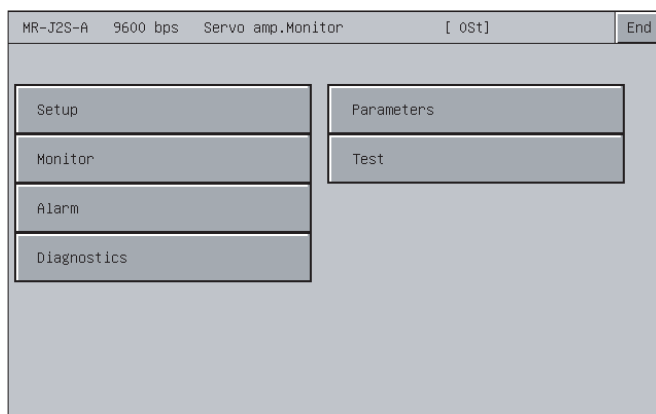 MR-J2S-A 9600 bps Servo amp.Monitor [ 0St] End
Setup
Monitor
Alarm
Diagnostics
Parameters
Test